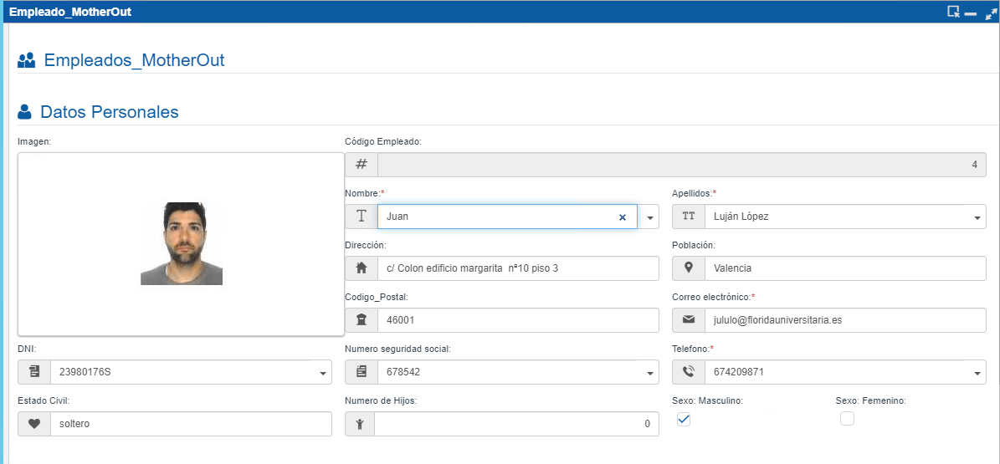 Empleado_MotherOut
Empleados_MotherOut
Datos Personales
Imagen:
Código Empleado:
4
Nombre:*
Apellidos:*
Juan
Luján López
Dirección:
Población:
c/ Colon edificio margarita nª10 piso 3
Valencia
Codigo_Postal:
Correo electrónico:*
46001
jululo@floridauniversitaria.es
DNI:
Numero seguridad social:
Telefono:*
23980176S
678542
674209871
Estado Civil:
Numero de Hijos:
Sexo: Masculino:
Sexo: Femenino:
soltero
0